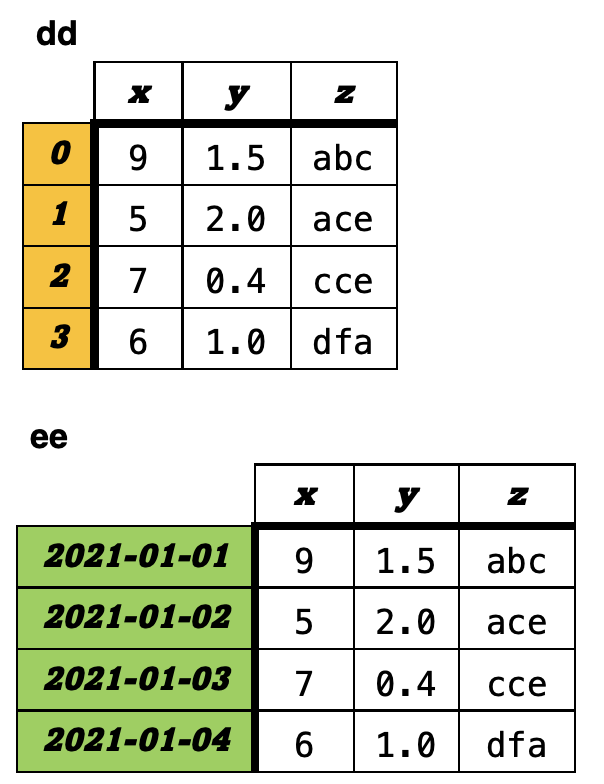 dd
x y z
0 9 1.5 abc
1 5 2.0 ace
2 7 0.4 cce
3 6 1.0 dfa
ee
x y z
2021-01-01 9 1.5 abc
2021-01-02 5 2.0 ace
2021-01-03 7 0.4 cce
2021-01-04 6 1.0 dfa